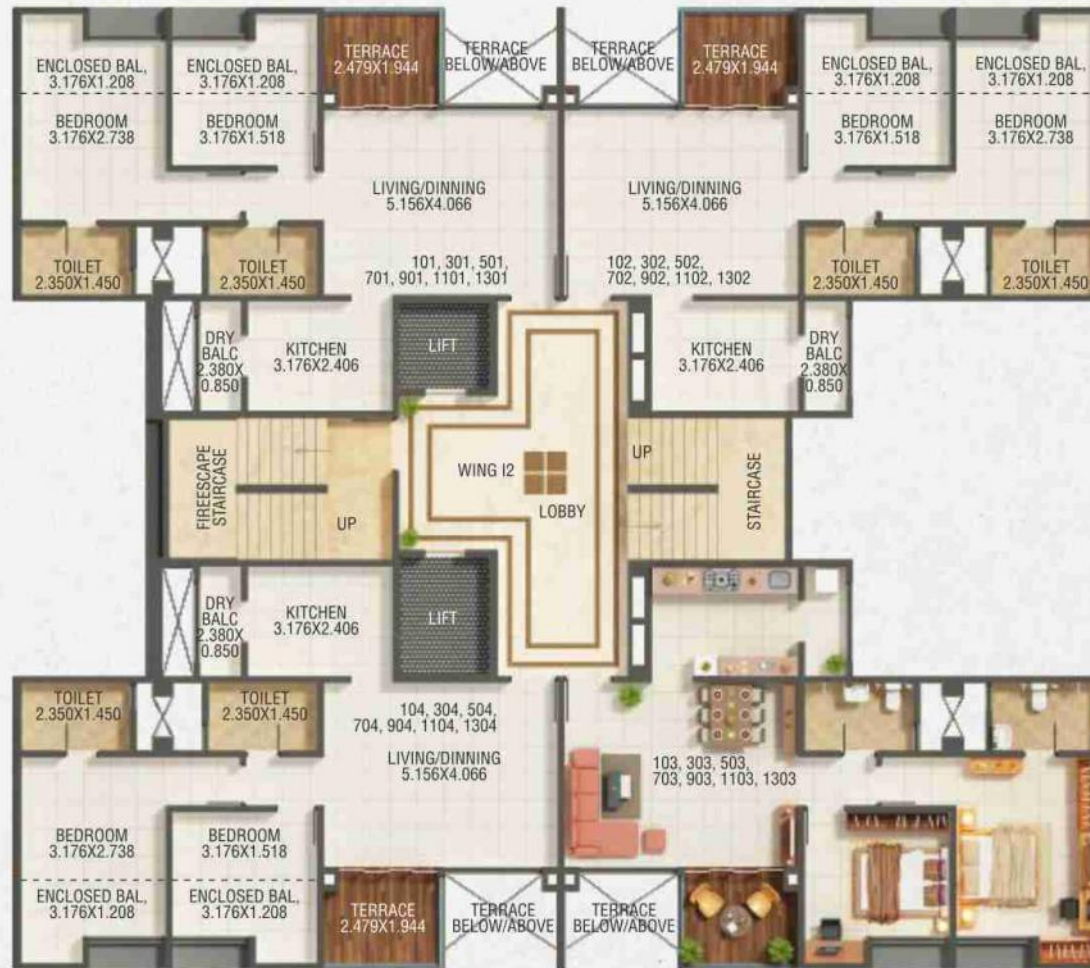 ENCLOSED BAL,
3.176X1.208
BEDROOM
3.176X2.738
ENCLOSED BAL,
3.176X1.208
BEDROOM
3.176X1.518
TERRACE
2.479X1.944
TERRACE
BELOW/ABOVE
TERRACE
BELOW/ABOVE
TERRACE
2.479X1.944
ENCLOSED BAL,
3.176X1.208
BEDROOM
3.176X1.518
ENCLOSED BAL,
3.176X1.208
BEDROOM
3.176X2.738
LIVING/DINNING
5.156X4.066
LIVING/DINNING
5.156X4.066
TOILET
2.350X1.450
TOILET
2.350X1.450
101, 301, 501,
701, 901, 1101, 1301
102, 302, 502,
702, 902, 1102, 1302
TOILET
2.350X1.450
TOILET
2.350X1.450
DRY
BALC
2.380X
0.850
KITCHEN
3.176X2.406
LIFT
KITCHEN
3.176X2.406
DRY
BALC
2.380X
0.850
FIREESCAPE
STAIRCASE
UP
WING I2
LOBBY
UP
STAIRCASE
DRY
BALC
2.380X
0.850
KITCHEN
3.176X2.406
LIFT
TOILET
2.350X1.450
TOILET
2.350X1.450
104, 304, 504,
704, 904, 1104, 1304
LIVING/DINNING
5.156X4.066
103, 303, 503,
703, 903, 1103, 1303
BEDROOM
3.176X2.738
ENCLOSED BAL,
3.176X1.208
BEDROOM
3.176X1.518
ENCLOSED BAL,
3.176X1.208
TERRACE
2.479X1.944
TERRACE
BELOW/ABOVE
TERRACE
BELOW/ABOVE